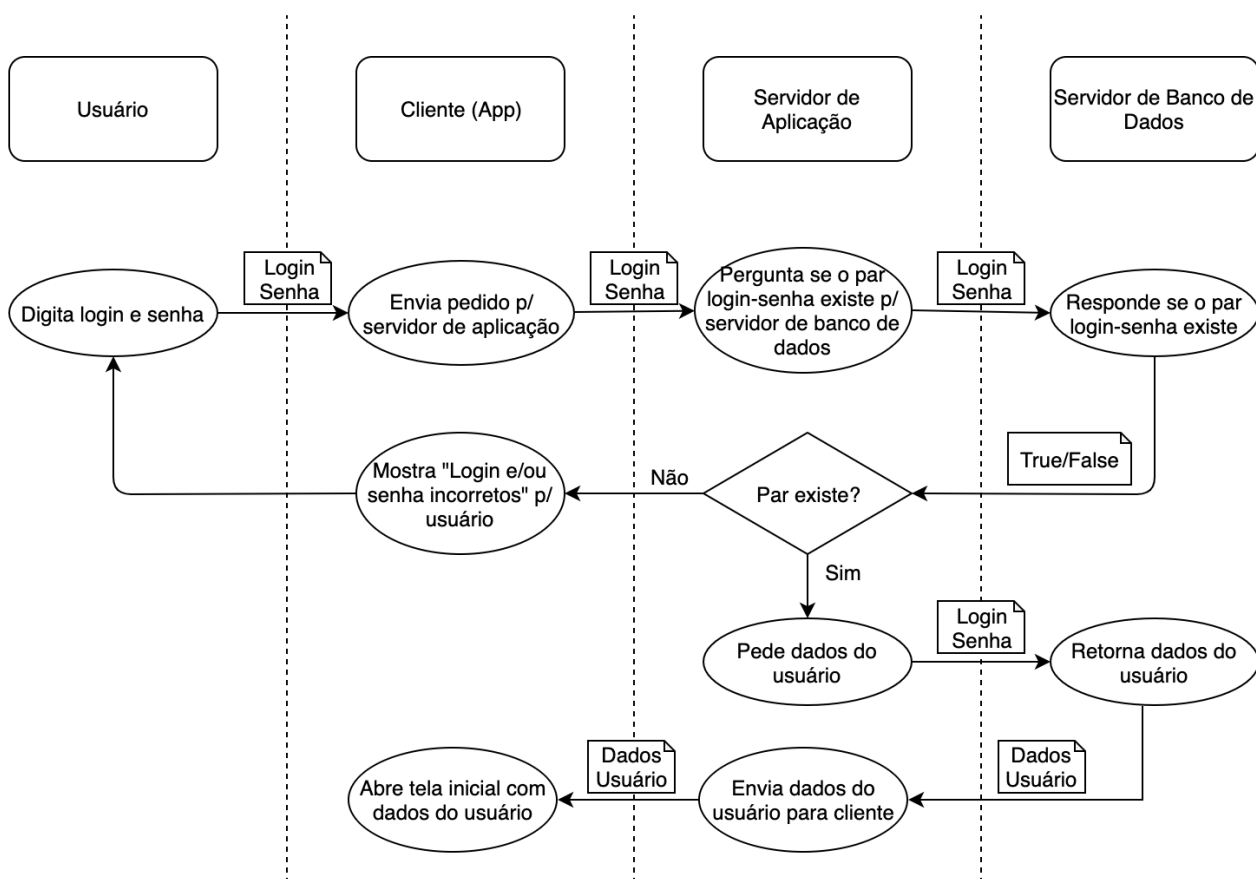 Usuário
Cliente (App)
Servidor de
Aplicação
Servidor de Banco de
Dados
Digita login e senha
Login
Senha
Envia pedido p/
servidor de aplicação
Login
Senha
Pergunta se o par
login-senha existe p/
servidor de banco de
dados
Login
Senha
Responde se o par
login-senha existe
True/False
Par existe?
Não
Mostra "Login e/ou
senha incorretos" p/
usuário
Sim
Pede dados do
usuário
Login
Senha
Retorna dados do
usuário
Dados
Usuário
Envia dados do
usuário para cliente
Dados
Usuário
Abre tela inicial com
dados do usuário